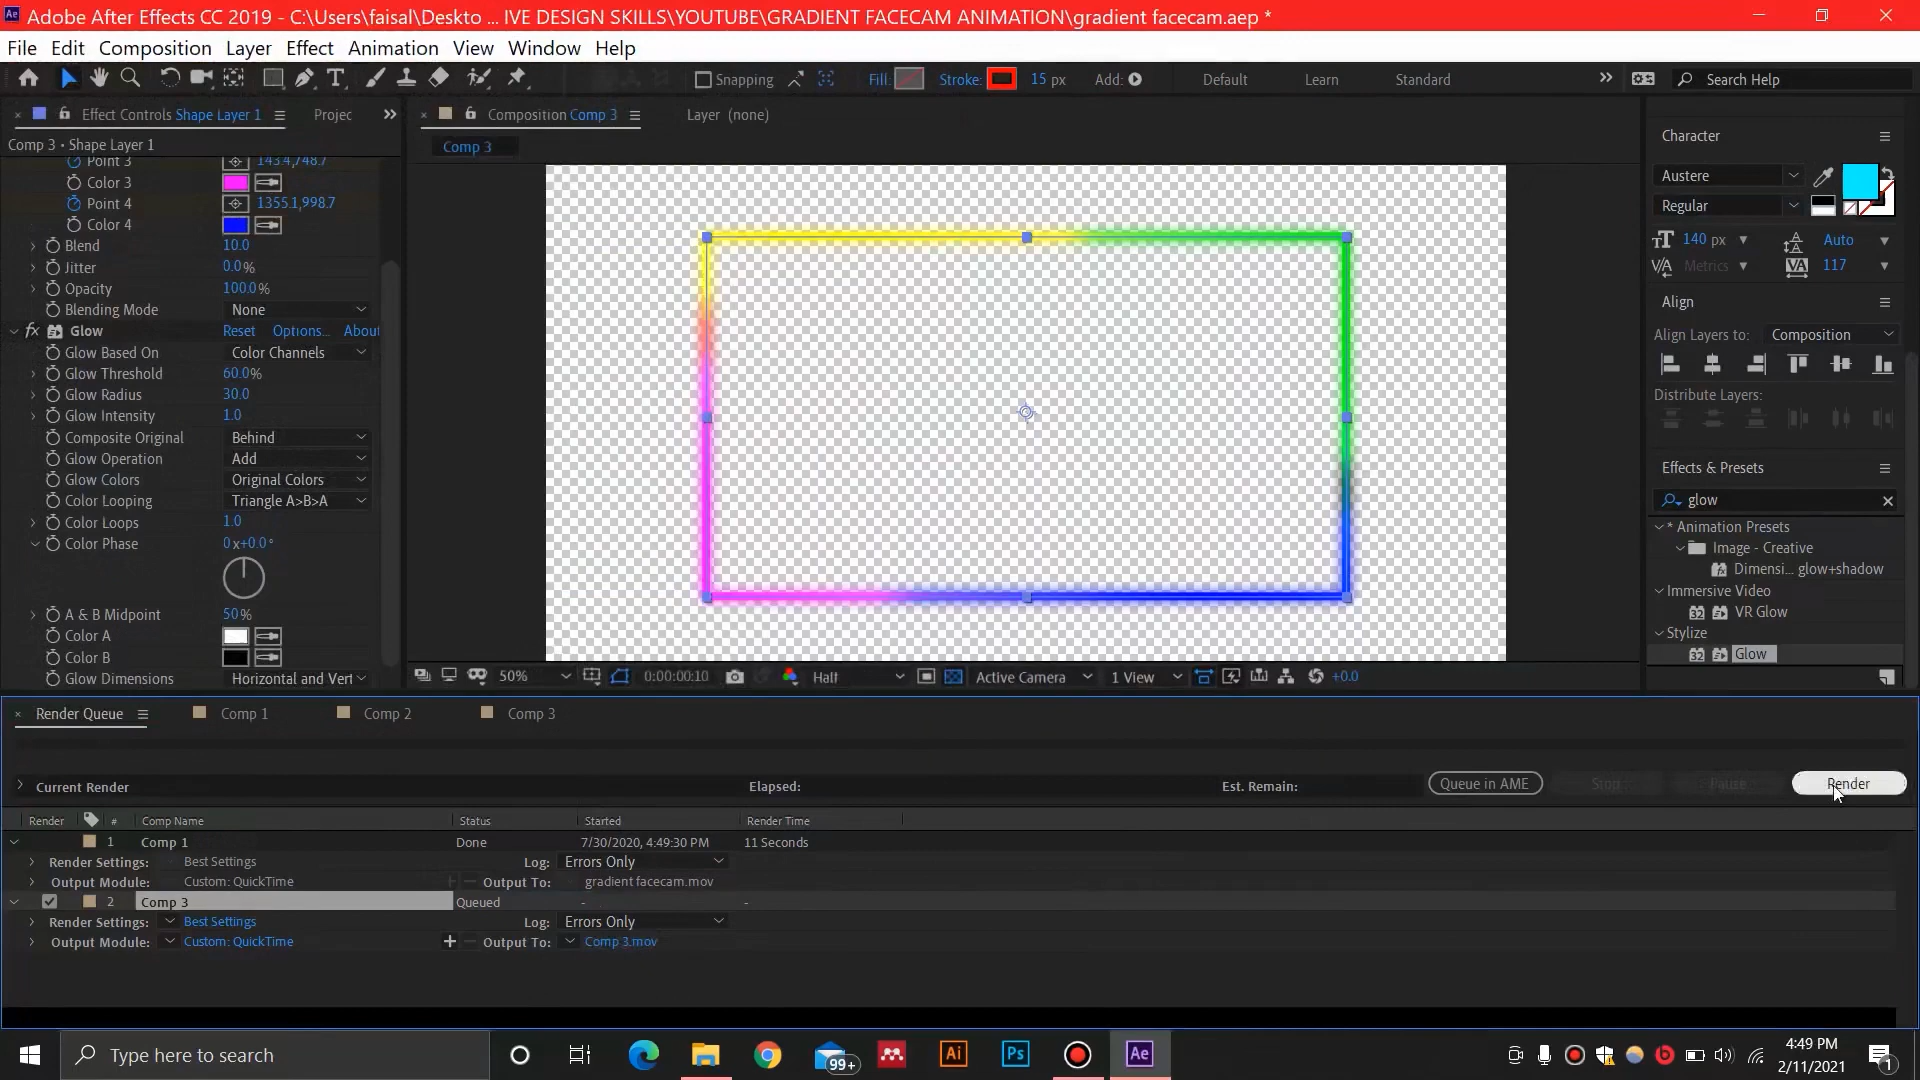 Adobe After Effects CC 2019 - C:\Users\faisal\Deskto ... IVE DESIGN SKILLS\YOUTUBE\GRADIENT FACECAM ANIMATION\gradient facecam.aep *
File Edit Composition Layer Effect Animation View Window Help
Snapping Fill: Stroke: 15 px Add: Default Learn Standard Search Help
Effect Controls Shape Layer 1 Projec Composition Comp 3 Layer (none)
Comp 3 • Shape Layer 1
Comp 3
Point 3 143.4,748.7
Color 3
Point 4 1355.1,998.7
Color 4
Blend 10.0
Jitter 0.0%
Opacity 100.0%
Blending Mode None
fx Glow Reset Options... About
Glow Based On Color Channels
Glow Threshold 60.0%
Glow Radius 30.0
Glow Intensity 1.0
Composite Original Behind
Glow Operation Add
Glow Colors Original Colors
Color Looping Triangle A>B>A
Color Loops 1.0
Color Phase 0x+0.0°
A & B Midpoint 50%
Color A
Color B
Glow Dimensions Horizontal and Vert
50% 0:00:00:10 Half Active Camera 1 View +0.0
Character
Austere
Regular
140 px Auto
Metrics 117
Align
Align Layers to: Composition
Distribute Layers:
Effects & Presets
glow
* Animation Presets
Image - Creative
Dimensi... glow+shadow
Immersive Video
32 VR Glow
Stylize
32 Glow
Render Queue Comp 1 Comp 2 Comp 3
Current Render Elapsed: Est. Remain: Queue in AME Stop Pause Render
Render # Comp Name Status Started Render Time
1 Comp 1 Done 7/30/2020, 4:49:30 PM 11 Seconds
Render Settings: Best Settings Log: Errors Only
Output Module: Custom: QuickTime Output To: gradient facecam.mov
2 Comp 3 Queued - -
Render Settings: Best Settings Log: Errors Only
Output Module: Custom: QuickTime Output To: Comp 3.mov
Type here to search 99+ Ai Ps Ae 4:49 PM
2/11/2021 1